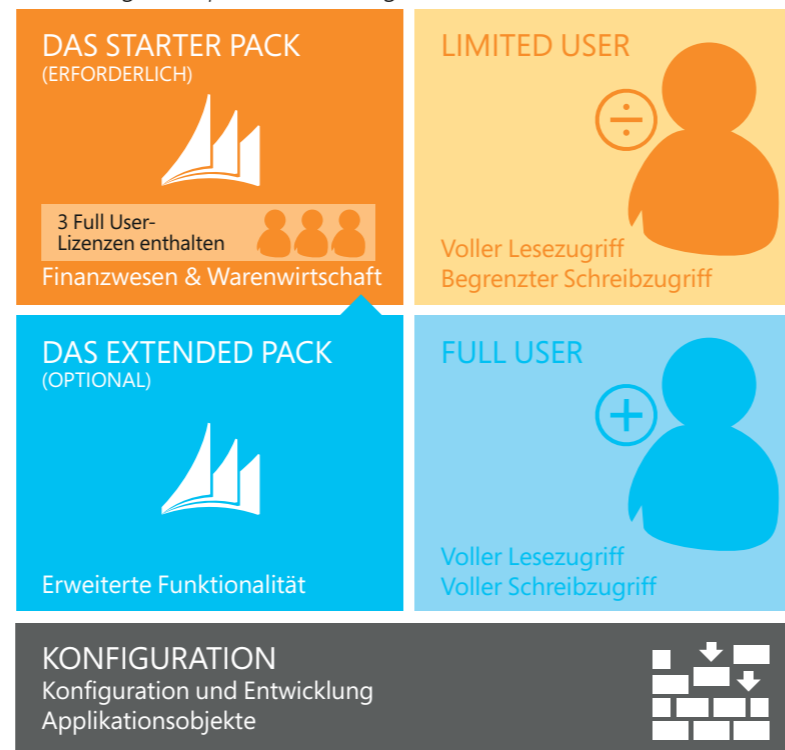 DAS STARTER PACK
(ERFORDERLICH)
3 Full User-
Lizenzen enthalten
Finanzwesen & Warenwirtschaft
LIMITED USER
Voller Lesezugriff
Begrenzter Schreibzugriff
DAS EXTENDED PACK
(OPTIONAL)
Erweiterte Funktionalität
FULL USER
Voller Lesezugriff
Voller Schreibzugriff
KONFIGURATION
Konfiguration und Entwicklung
Applikationsobjekte